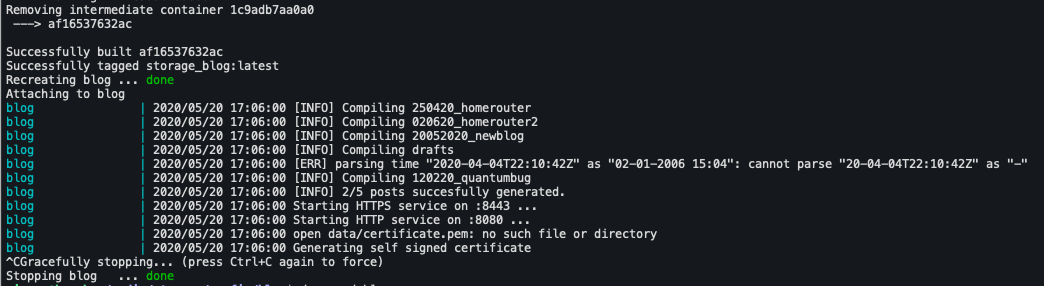 Removing intermediate container 1c9adb7aa0a0
 ---> af16537632ac
Successfully built af16537632ac
Successfully tagged storage_blog:latest
Recreating blog ... done
Attaching to blog
blog | 2020/05/20 17:06:00 [INFO] Compiling 250420_homerouter
blog | 2020/05/20 17:06:00 [INFO] Compiling 020620_homerouter2
blog | 2020/05/20 17:06:00 [INFO] Compiling 20052020_newblog
blog | 2020/05/20 17:06:00 [INFO] Compiling drafts
blog | 2020/05/20 17:06:00 [ERR] parsing time "2020-04-04T22:10:42Z" as "02-01-2006 15:04": cannot parse "20-04-04T22:10:42Z" as "-"
blog | 2020/05/20 17:06:00 [INFO] Compiling 120220_quantumbug
blog | 2020/05/20 17:06:00 [INFO] 2/5 posts succesfully generated.
blog | 2020/05/20 17:06:00 Starting HTTPS service on :8443 ...
blog | 2020/05/20 17:06:00 Starting HTTP service on :8080 ...
blog | 2020/05/20 17:06:00 open data/certificate.pem: no such file or directory
blog | 2020/05/20 17:06:00 Generating self signed certificate
^CGracefully stopping... (press Ctrl+C again to force)
Stopping blog ... done